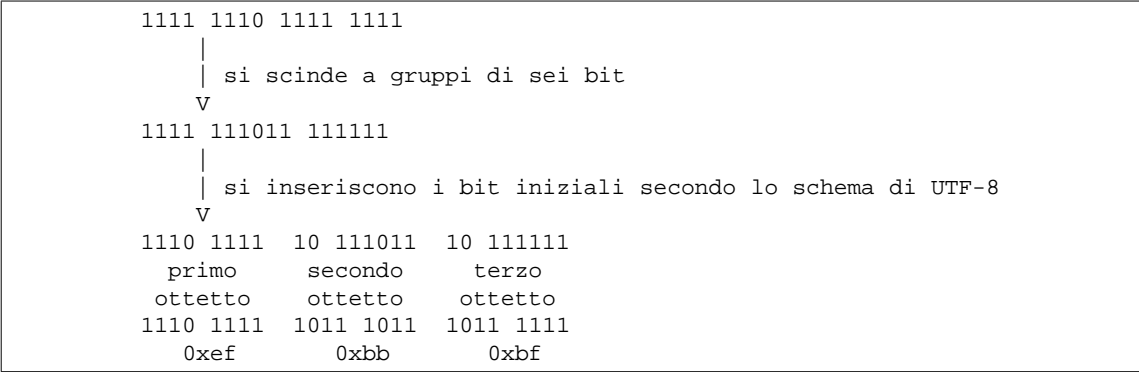 1111 1110 1111 1111
|
| si scinde a gruppi di sei bit
V
1111 111011 111111
|
| si inseriscono i bit iniziali secondo lo schema di UTF-8
V
1110 1111  10 111011  10 111111
primo  secondo  terzo
ottetto  ottetto  ottetto
1110 1111  1011 1011  1011 1111
0xef  0xbb  0xbf